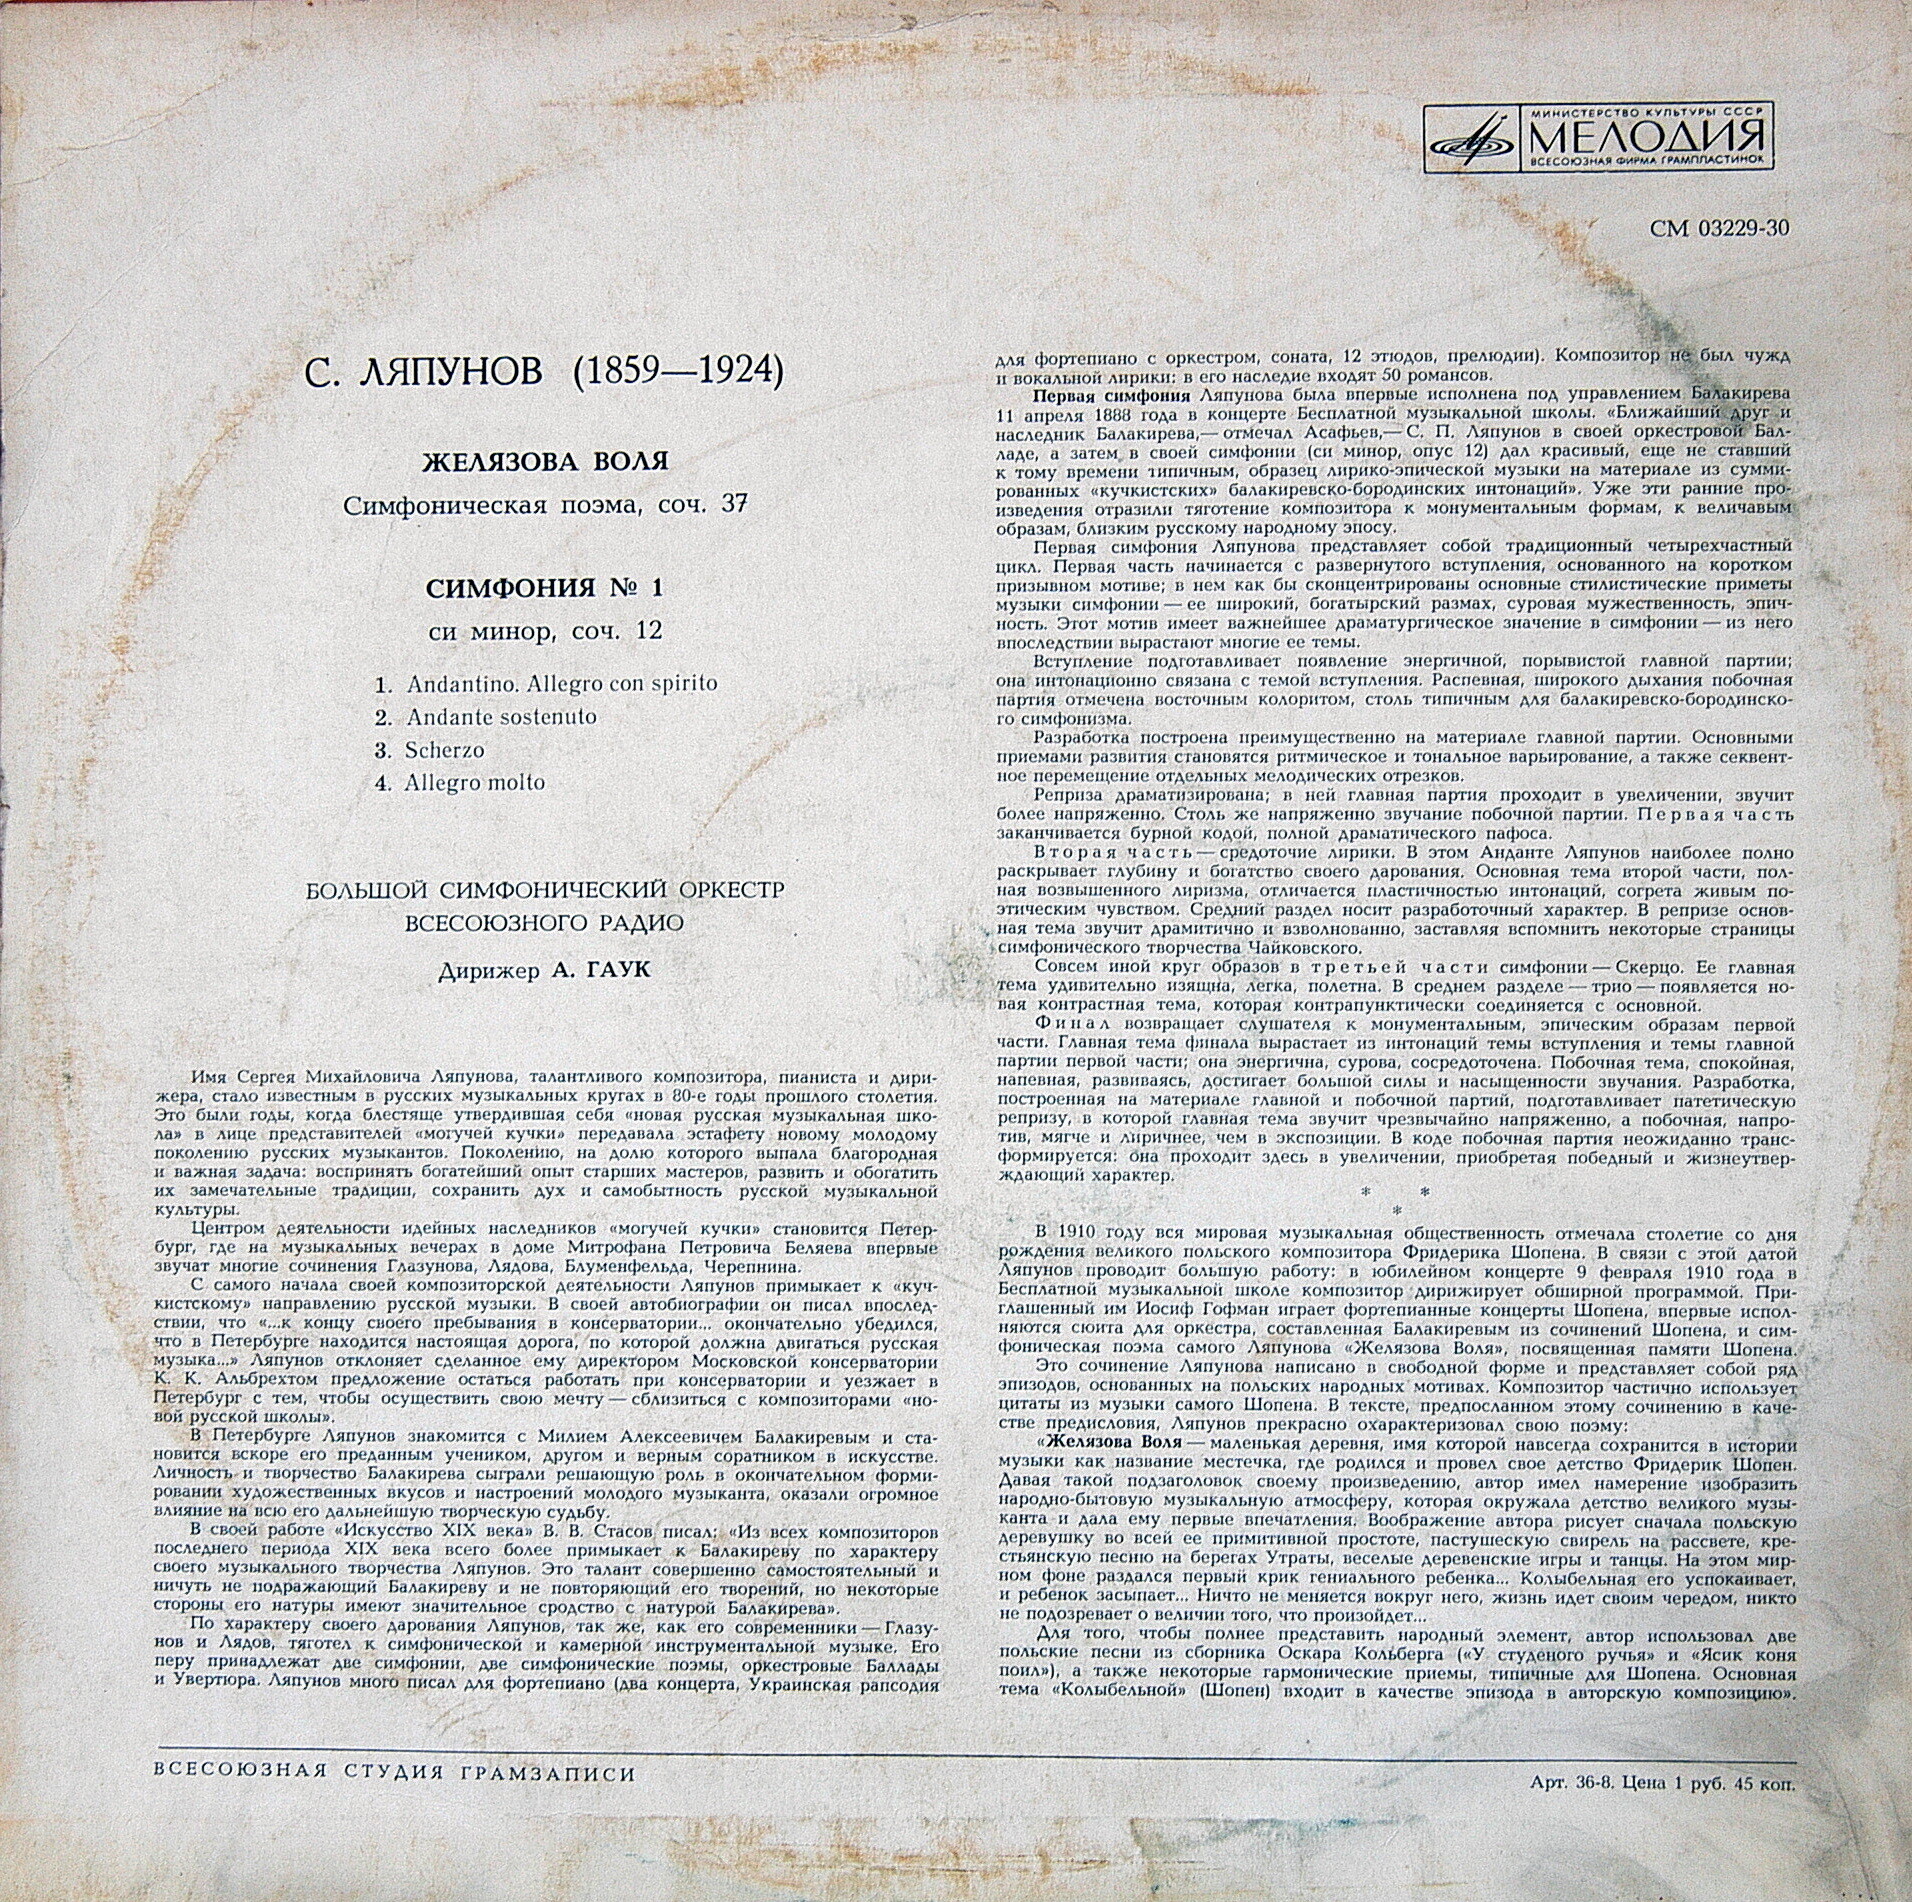 МИНИСТЕРСТВО КУЛЬТУРЫ СССР
МЕЛОДИЯ
ВСЕСОЮЗНАЯ ФИРМА ГРАМПЛАСТИНОК
СМ 03229-30
С. ЛЯПУНОВ (1859—1924)
ЖЕЛЯЗОВА ВОЛЯ
Симфоническая поэма, соч. 37
СИМФОНИЯ № 1
си минор, соч. 12
1. Andantino. Allegro con spirito
2. Andante sostenuto
3. Scherzo
4. Allegro molto
БОЛЬШОЙ СИМФОНИЧЕСКИЙ ОРКЕСТР
ВСЕСОЮЗНОГО РАДИО
Дирижер А. ГАУК
Имя Сергея Михайловича Ляпунова, талантливого композитора, пианиста и дири-
жера, стало известным в русских музыкальных кругах в 80-е годы прошлого столетия.
Это были годы, когда блестяще утвердившая себя «новая русская музыкальная шко-
ла» в лице представителей «могучей кучки» передавала эстафету новому молодому
поколению русских музыкантов. Поколению, на долю которого выпала благородная
и важная задача: воспринять богатейший опыт старших мастеров, развить и обогатить
их замечательные традиции, сохранить дух и самобытность русской музыкальной
культуры.
Центром деятельности идейных наследников «могучей кучки» становится Петер-
бург, где на музыкальных вечерах в доме Митрофана Петровича Беляева впервые
звучат многие сочинения Глазунова, Лядова, Блуменфельда, Черепнина.
С самого начала своей композиторской деятельности Ляпунов примыкает к «куч-
кистскому» направлению русской музыки. В своей автобиографии он писал впослед-
ствии, что «...к концу своего пребывания в консерватории... окончательно убедился,
что в Петербурге находится настоящая дорога, по которой должна двигаться русская
музыка...» Ляпунов отклоняет сделанное ему директором Московской консерватории
К. К. Альбрехтом предложение остаться работать при консерватории и уезжает в
Петербург с тем, чтобы осуществить свою мечту — сблизиться с композиторами «но-
вой русской школы».
В Петербурге Ляпунов знакомится с Милием Алексеевичем Балакиревым и ста-
новится вскоре его преданным учеником, другом и верным соратником в искусстве.
Личность и творчество Балакирева сыграли решающую роль в окончательном форми-
ровании художественных вкусов и настроений молодого музыканта, оказали огромное
влияние на всю его дальнейшую творческую судьбу.
В своей работе «Искусство XIX века» В. В. Стасов писал: «Из всех композиторов
последнего периода XIX века всего более примыкает к Балакиреву по характеру
своего музыкального творчества Ляпунов. Это талант совершенно самостоятельный и
ничуть не подражающий Балакиреву и не повторяющий его творений, но некоторые
стороны его натуры имеют значительное сродство с натурой Балакирева».
По характеру своего дарования Ляпунов, так же, как его современники — Глазу-
нов и Лядов, тяготел к симфонической и камерной инструментальной музыке. Его
перу принадлежат две симфонии, две симфонические поэмы, оркестровые Баллады
и Увертюра. Ляпунов много писал для фортепиано (два концерта, Украинская рапсодия
для фортепиано с оркестром, соната, 12 этюдов, прелюдии). Композитор не был чужд
и вокальной лирики: в его наследие входят 50 романсов.
Первая симфония Ляпунова была впервые исполнена под управлением Балакирева
11 апреля 1888 года в концерте Бесплатной музыкальной школы. «Ближайший друг и
наследник Балакирева,— отмечал Асафьев,— С. П. Ляпунов в своей оркестровой Бал-
ладе, а затем в своей симфонии (си минор, опус 12) дал красивый, еще не ставший
к тому времени типичным, образец лирико-эпической музыки на материале из сумми-
рованных «кучкистских» балакиревско-бородинских интонаций». Уже эти ранние про-
изведения отразили тяготение композитора к монументальным формам, к величавым
образам, близким русскому народному эпосу.
Первая симфония Ляпунова представляет собой традиционный четырехчастный
цикл. Первая часть начинается с развернутого вступления, основанного на коротком
призывном мотиве; в нем как бы сконцентрированы основные стилистические приметы
музыки симфонии — ее широкий, богатырский размах, суровая мужественность, эпич-
ность. Этот мотив имеет важнейшее драматургическое значение в симфонии — из него
впоследствии вырастают многие ее темы.
Вступление подготавливает появление энергичной, порывистой главной партии;
она интонационно связана с темой вступления. Распевная, широкого дыхания побочная
партия отмечена восточным колоритом, столь типичным для балакиревско-бородинско-
го симфонизма.
Разработка построена преимущественно на материале главной партии. Основными
приемами развития становятся ритмическое и тональное варьирование, а также секвент-
ное перемещение отдельных мелодических отрезков.
Реприза драматизирована; в ней главная партия проходит в увеличении, звучит
более напряженно. Столь же напряженно звучание побочной партии. Первая часть
заканчивается бурной кодой, полной драматического пафоса.
Вторая часть — средоточие лирики. В этом Анданте Ляпунов наиболее полно
раскрывает глубину и богатство своего дарования. Основная тема второй части, пол-
ная возвышенного лиризма, отличается пластичностью интонаций, согрета живым по-
этическим чувством. Средний раздел носит разработочный характер. В репризе основ-
ная тема звучит драмитично и взволнованно, заставляя вспомнить некоторые страницы
симфонического творчества Чайковского.
Совсем иной круг образов в третьей части симфонии — Скерцо. Ее главная
тема удивительно изящна, легка, полетна. В среднем разделе — трио — появляется но-
вая контрастная тема, которая контрапунктически соединяется с основной.
Финал возвращает слушателя к монументальным, эпическим образам первой
части. Главная тема финала вырастает из интонаций темы вступления и темы главной
партии первой части; она энергична, сурова, сосредоточена. Побочная тема, спокойная,
напевная, развиваясь, достигает большой силы и насыщенности звучания. Разработка,
построенная на материале главной и побочной партий, подготавливает патетическую
репризу, в которой главная тема звучит чрезвычайно напряженно, а побочная, напро-
тив, мягче и лиричнее, чем в экспозиции. В коде побочная партия неожиданно транс-
формируется: она проходит здесь в увеличении, приобретая победный и жизнеутвер-
ждающий характер.
* *
*
В 1910 году вся мировая музыкальная общественность отмечала столетие со дня
рождения великого польского композитора Фридерика Шопена. В связи с этой датой
Ляпунов проводит большую работу: в юбилейном концерте 9 февраля 1910 года в
Бесплатной музыкальной школе композитор дирижирует обширной программой. При-
глашенный им Иосиф Гофман играет фортепианные концерты Шопена, впервые испол-
няются сюита для оркестра, составленная Балакиревым из сочинений Шопена, и сим-
фоническая поэма самого Ляпунова «Желязова Воля», посвященная памяти Шопена.
Это сочинение Ляпунова написано в свободной форме и представляет собой ряд
эпизодов, основанных на польских народных мотивах. Композитор частично использует
цитаты из музыки самого Шопена. В тексте, предпосланном этому сочинению в каче-
стве предисловия, Ляпунов прекрасно охарактеризовал свою поэму:
«Желязова Воля — маленькая деревня, имя которой навсегда сохранится в истории
музыки как название местечка, где родился и провел свое детство Фридерик Шопен.
Давая такой подзаголовок своему произведению, автор имел намерение изобразить
народно-бытовую музыкальную атмосферу, которая окружала детство великого музы-
канта и дала ему первые впечатления. Воображение автора рисует сначала польскую
деревушку во всей ее примитивной простоте, пастушескую свирель на рассвете, кре-
стьянскую песню на берегах Утраты, веселые деревенские игры и танцы. На этом мир-
ном фоне раздался первый крик гениального ребенка... Колыбельная его успокаивает,
и ребенок засыпает... Ничто не меняется вокруг него, жизнь идет своим чередом, никто
не подозревает о величии того, что произойдет...
Для того, чтобы полнее представить народный элемент, автор использовал две
польские песни из сборника Оскара Кольберга («У студеного ручья» и «Ясик коня
поил»), а также некоторые гармонические приемы, типичные для Шопена. Основная
тема «Колыбельной» (Шопен) входит в качестве эпизода в авторскую композицию».
ВСЕСОЮЗНАЯ СТУДИЯ ГРАМЗАПИСИ
Арт. 36-8. Цена 1 руб. 45 коп.